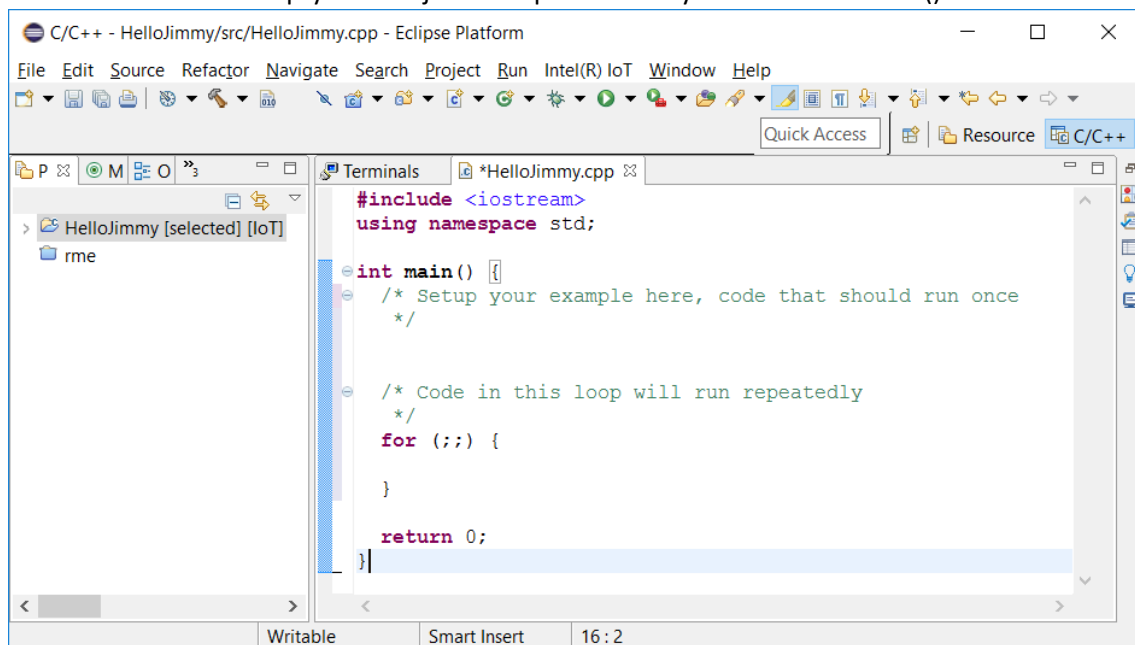 C/C++ - HelloJimmy/src/HelloJimmy.cpp - Eclipse Platform
File Edit Source Refactor Navigate Search Project Run Intel(R) IoT Window Help
Quick Access Resource C/C++
P M O »3 Terminals *HelloJimmy.cpp
HelloJimmy [selected] [IoT]
rme
#include <iostream>
using namespace std;
int main() {
/* Setup your example here, code that should run once
*/
/* Code in this loop will run repeatedly
*/
for (;;) {
}
return 0;
}
Writable Smart Insert 16 : 2